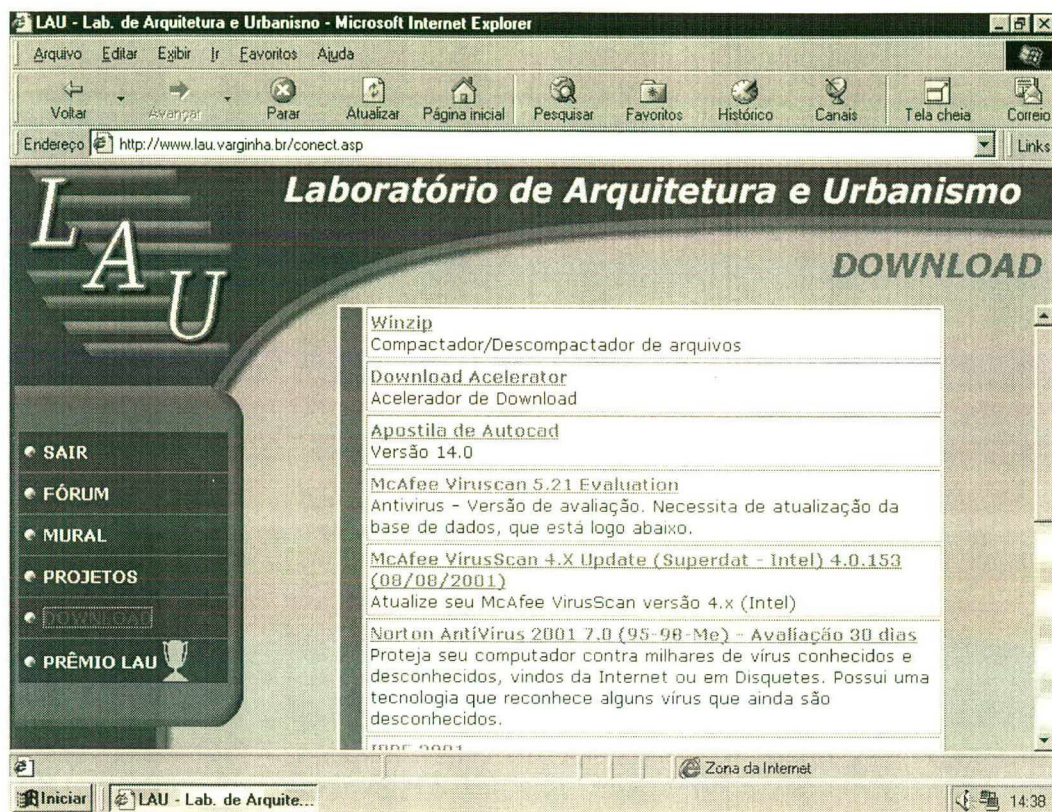 LAU - Lab. de Arquitetura e Urbanisno - Microsoft Internet Explorer
Arquivo Editar Exibir Ir Favoritos Ajuda
Voltar Avançar Parar Atualizar Página inicial Pesquisar Favoritos Histórico Canais Tela cheia Correio
Endereço http://www.lau.varginha.br/conect.asp Links
LAU
Laboratório de Arquitetura e Urbanismo
DOWNLOAD
SAIR
FÓRUM
MURAL
PROJETOS
DOWNLOAD
PRÊMIO LAU
Winzip
Compactador/Descompactador de arquivos
Download Acelerator
Acelerador de Download
Apostila de Autocad
Versão 14.0
McAfee Viruscan 5.21 Evaluation
Antivirus - Versão de avaliação. Necessita de atualização da
base de dados, que está logo abaixo.
McAfee VirusScan 4.X Update (Superdat - Intel) 4.0.153
(08/08/2001)
Atualize seu McAfee VirusScan versão 4.x (Intel)
Norton AntiVirus 2001 7.0 (95-98-Me) - Avaliação 30 dias
Proteja seu computador contra milhares de vírus conhecidos e
desconhecidos, vindos da Internet ou em Disquetes. Possui uma
tecnologia que reconhece alguns vírus que ainda são
desconhecidos.
Zona da Internet
Iniciar LAU - Lab. de Arquite... 14:38